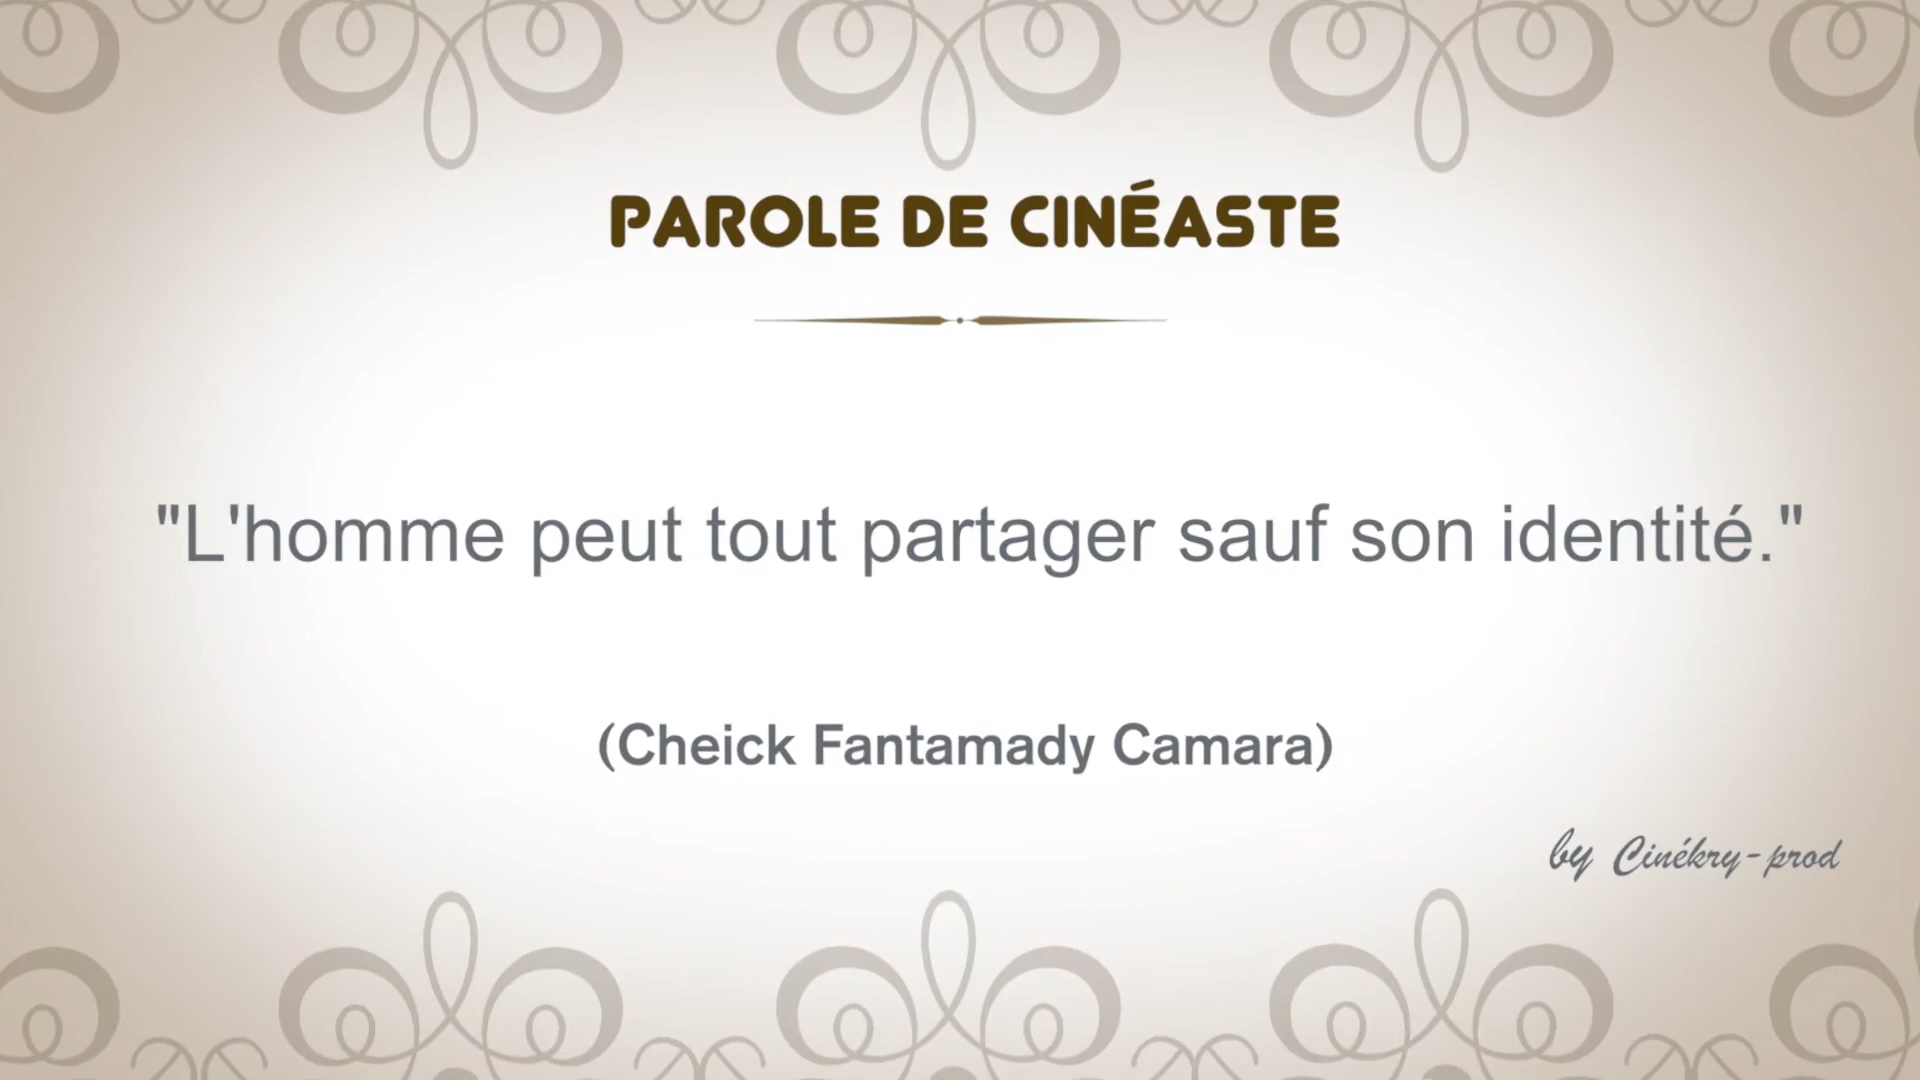 PAROLE DE CINÉASTE
"L'homme peut tout partager sauf son identité."
(Cheick Fantamady Camara)
by Cinékry-prod